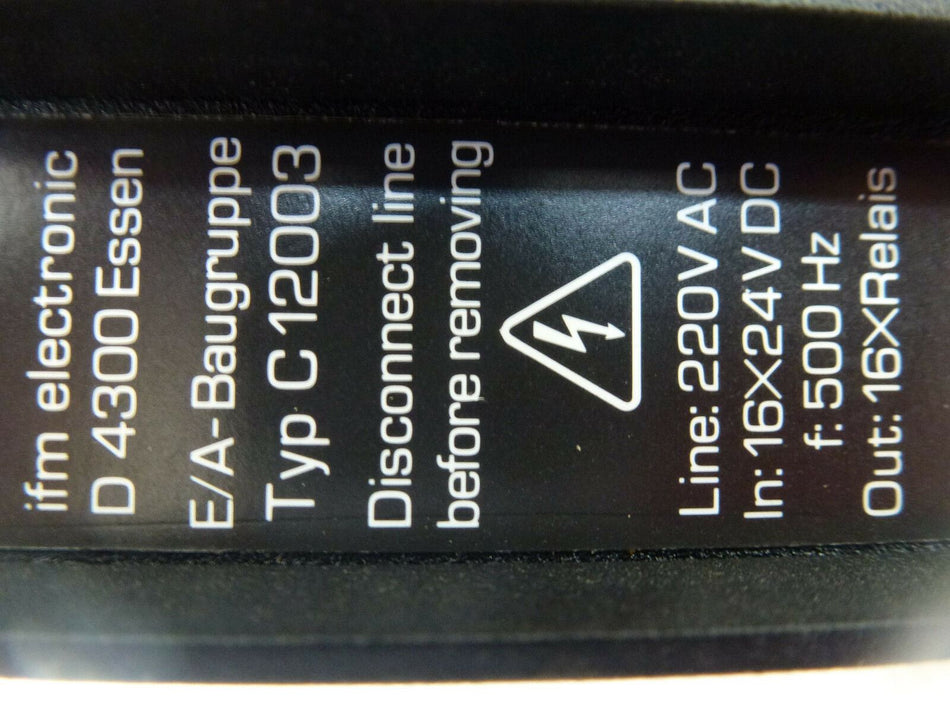 ifm electronic
D 4300 Essen
E/A-Baugruppe
Typ C 12003
Disconnect line
before removing
Line: 220V AC
In: 16X24V DC
f: 500 Hz
Out: 16XRelais